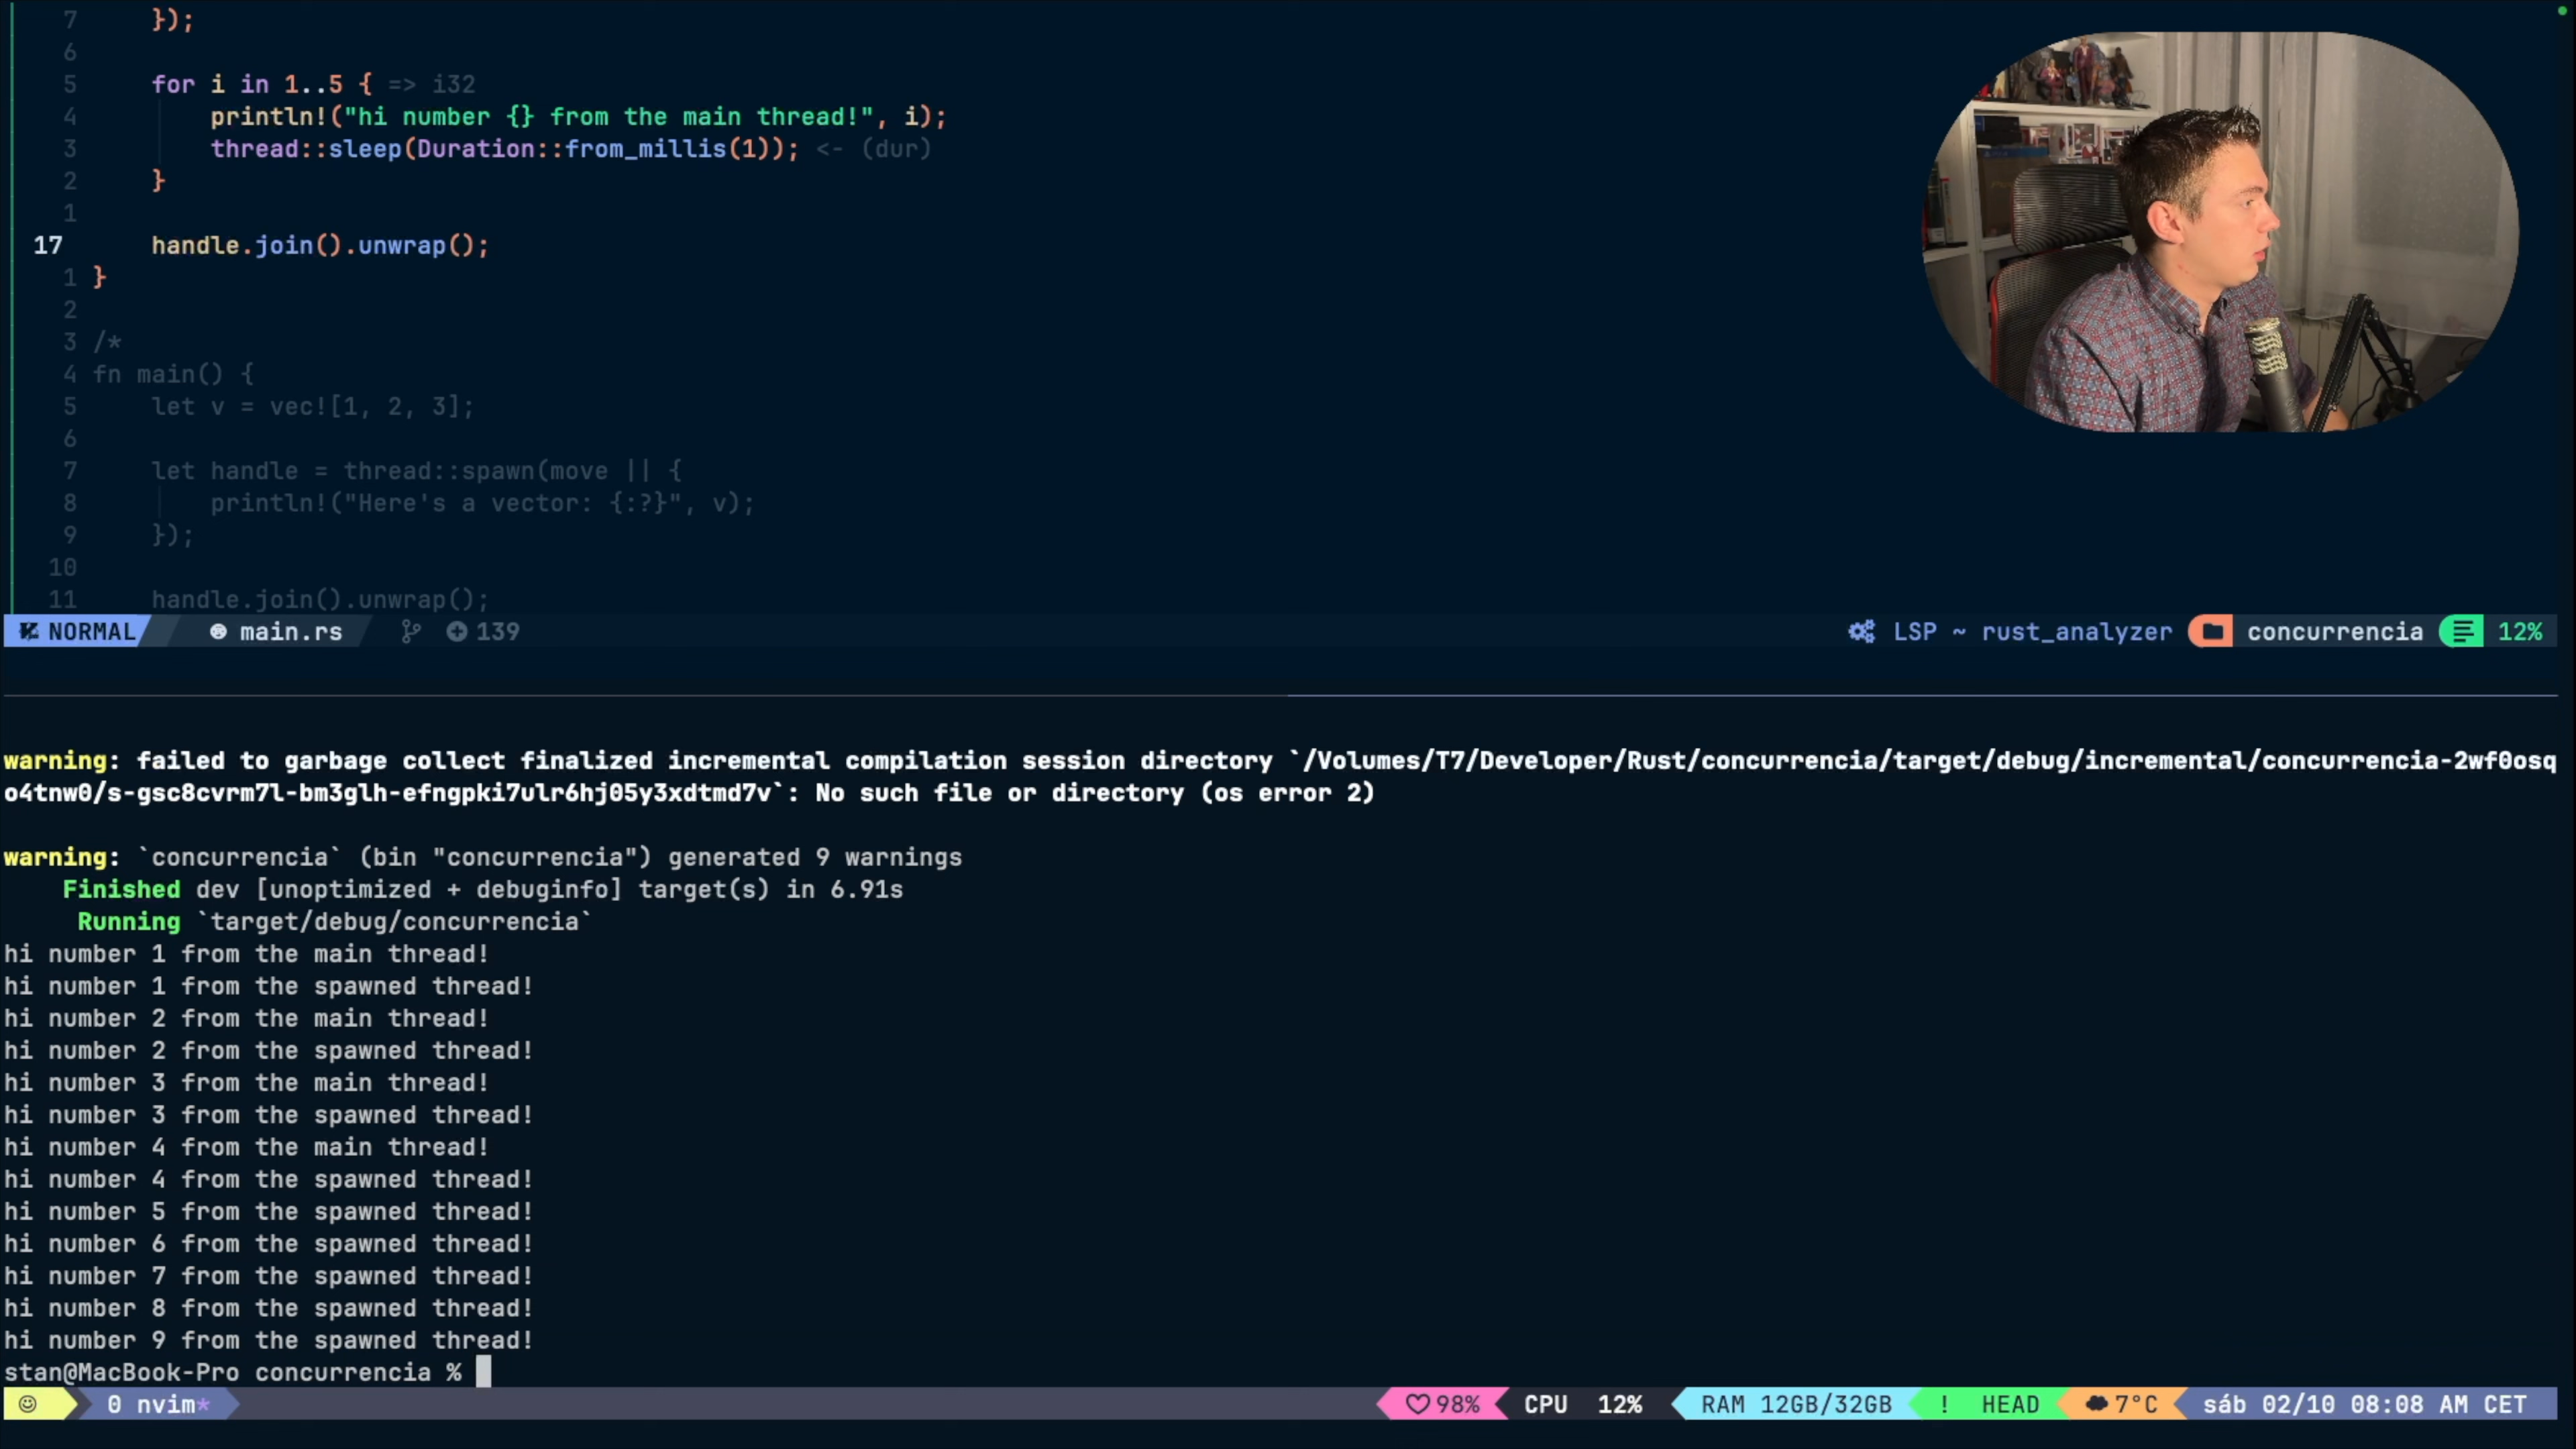 7     });
6
5     for i in 1..5 { => i32
4         println!("hi number {} from the main thread!", i);
3         thread::sleep(Duration::from_millis(1)); <- (dur)
2     }
1
17     handle.join().unwrap();
1 }
2
3 /*
4 fn main() {
5     let v = vec![1, 2, 3];
6
7     let handle = thread::spawn(move || {
8         println!("Here's a vector: {:?}", v);
9     });
10
11     handle.join().unwrap();
NORMAL main.rs 139 LSP ~ rust_analyzer concurrencia 12%
warning: failed to garbage collect finalized incremental compilation session directory `/Volumes/T7/Developer/Rust/concurrencia/target/debug/incremental/concurrencia-2wf0osq
o4tnw0/s-gsc8cvrm7l-bm3glh-efngpki7ulr6hj05y3xdtmd7v`: No such file or directory (os error 2)
warning: `concurrencia` (bin "concurrencia") generated 9 warnings
Finished dev [unoptimized + debuginfo] target(s) in 6.91s
Running `target/debug/concurrencia`
hi number 1 from the main thread!
hi number 1 from the spawned thread!
hi number 2 from the main thread!
hi number 2 from the spawned thread!
hi number 3 from the main thread!
hi number 3 from the spawned thread!
hi number 4 from the main thread!
hi number 4 from the spawned thread!
hi number 5 from the spawned thread!
hi number 6 from the spawned thread!
hi number 7 from the spawned thread!
hi number 8 from the spawned thread!
hi number 9 from the spawned thread!
stan@MacBook-Pro concurrencia %
0 nvim* ♡98% CPU 12% RAM 12GB/32GB ! HEAD 7°C sáb 02/10 08:08 AM CET